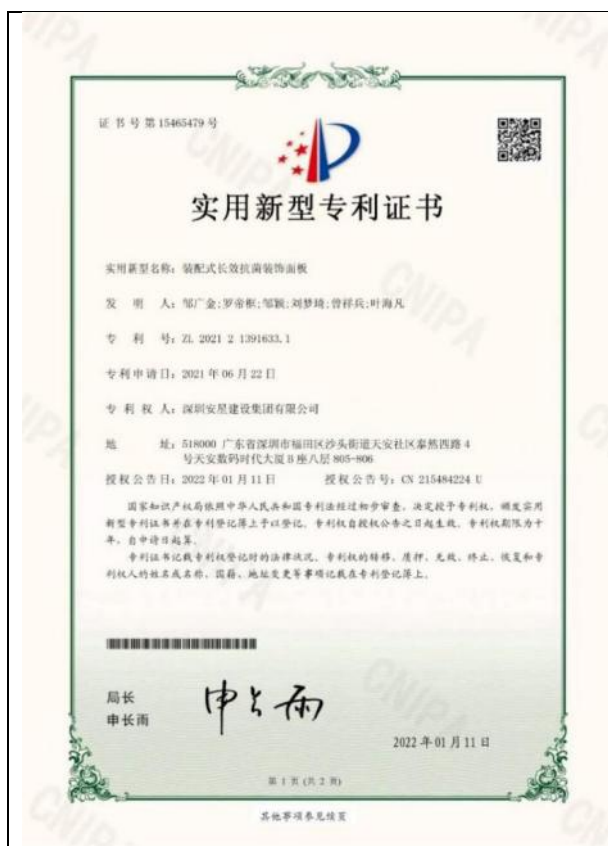 证书号第15465479号
实用新型专利证书
实用新型名称：装配式长效抗菌装饰面板
发 明 人：邹广金;罗帝框;邹颖;刘梦琦;曾祥兵;叶海凡
专 利 号：ZL 2021 2 1391633.1
专利申请日：2021年06月22日
专 利 权 人：深圳安星建设集团有限公司
地 址：518000 广东省深圳市福田区沙头街道天安社区泰然四路4
号天安数码时代大厦B座八层805-806
授权公告日：2022年01月11日 授权公告号：CN 215484224 U
国家知识产权局依照中华人民共和国专利法经过初步审查，决定授予专利权，颁发实用
新型专利证书并在专利登记簿上予以登记。专利权自授权公告之日起生效。专利权期限为十
年，自申请日起算。
专利证书记载专利权登记时的法律状况。专利权的转移、质押、无效、终止、恢复和专
利权人的姓名或名称、国籍、地址变更等事项记载在专利登记簿上。
局长
申长雨
申长雨
2022年01月11日
第 1 页 (共 2 页)
其他事项参见续页
CNIPA
CNIPA
CNIPA
CNIPA
CNIPA
CNIPA